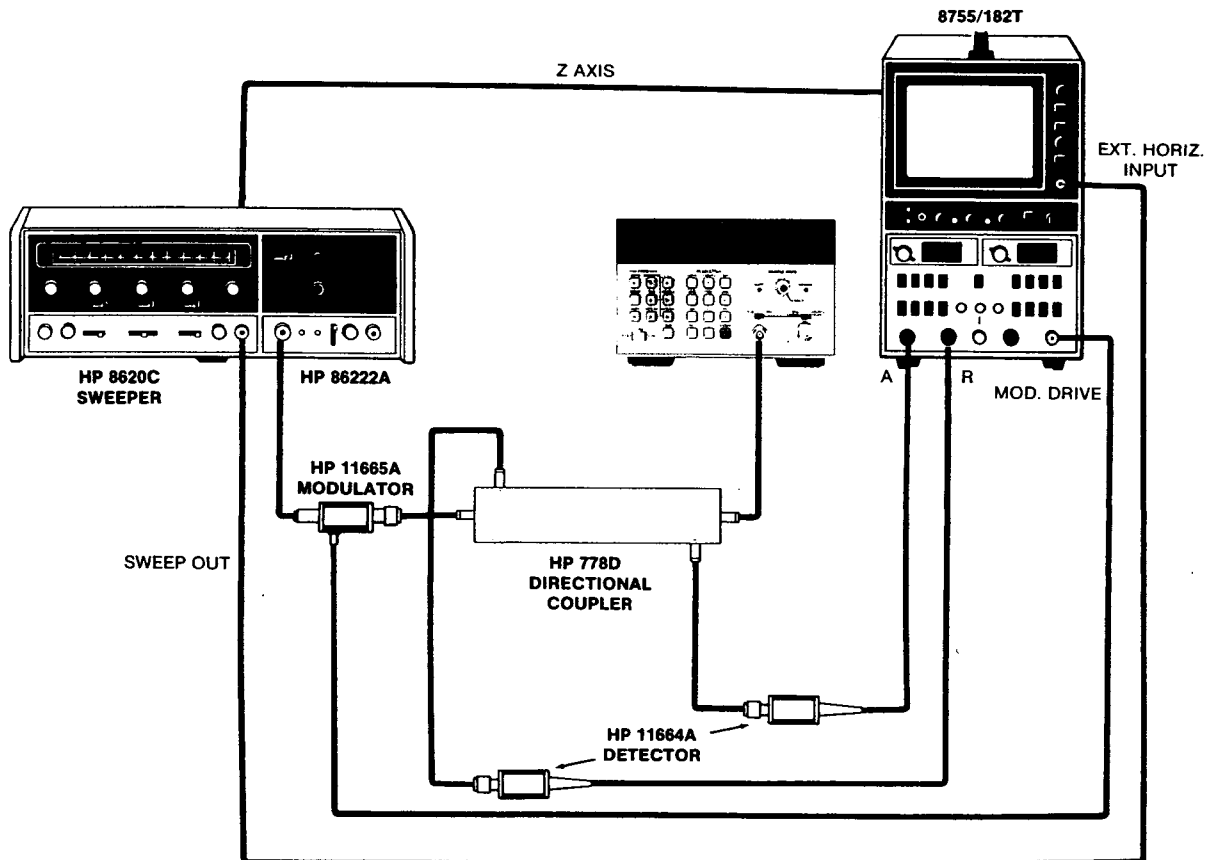 8755/182T
Z AXIS
EXT. HORIZ.
INPUT
HP 8620C
SWEEPER
HP 86222A
A
R
MOD. DRIVE
HP 11665A
MODULATOR
SWEEP OUT
HP 778D
DIRECTIONAL
COUPLER
HP 11664A
DETECTOR